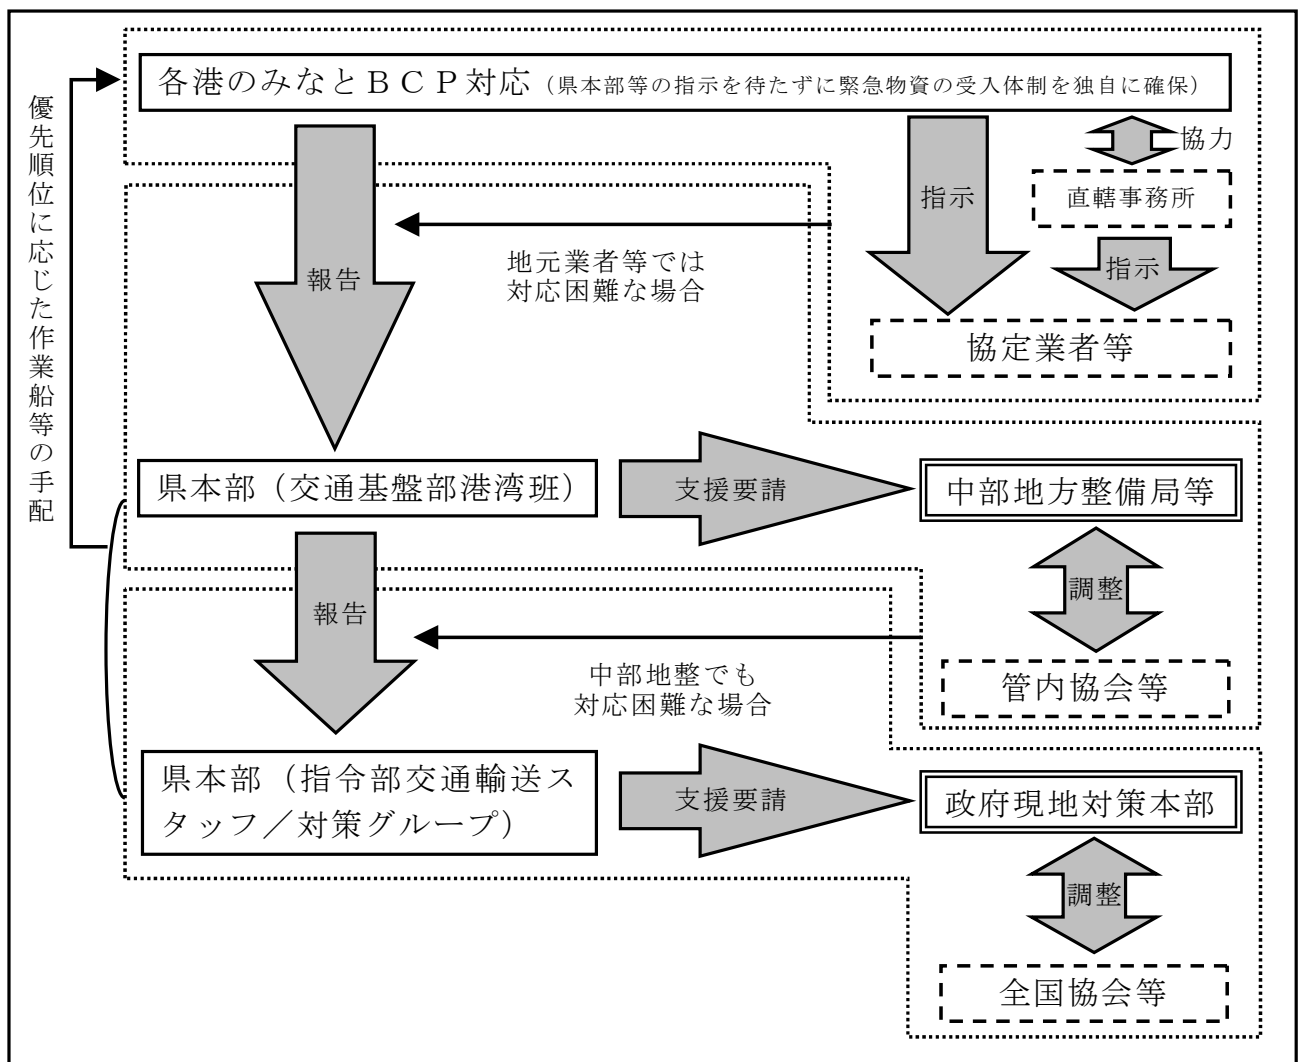 各港のみなとＢＣＰ対応（県本部等の指示を待たずに緊急物資の受入体制を独自に確保）
優先順位に応じた作業船等の手配
協力
指示
直轄事務所
指示
報告
地元業者等では
対応困難な場合
協定業者等
県本部（交通基盤部港湾班）
支援要請
中部地方整備局等
調整
報告
中部地整でも
対応困難な場合
管内協会等
県本部（指令部交通輸送ス
タッフ／対策グループ）
支援要請
政府現地対策本部
調整
全国協会等